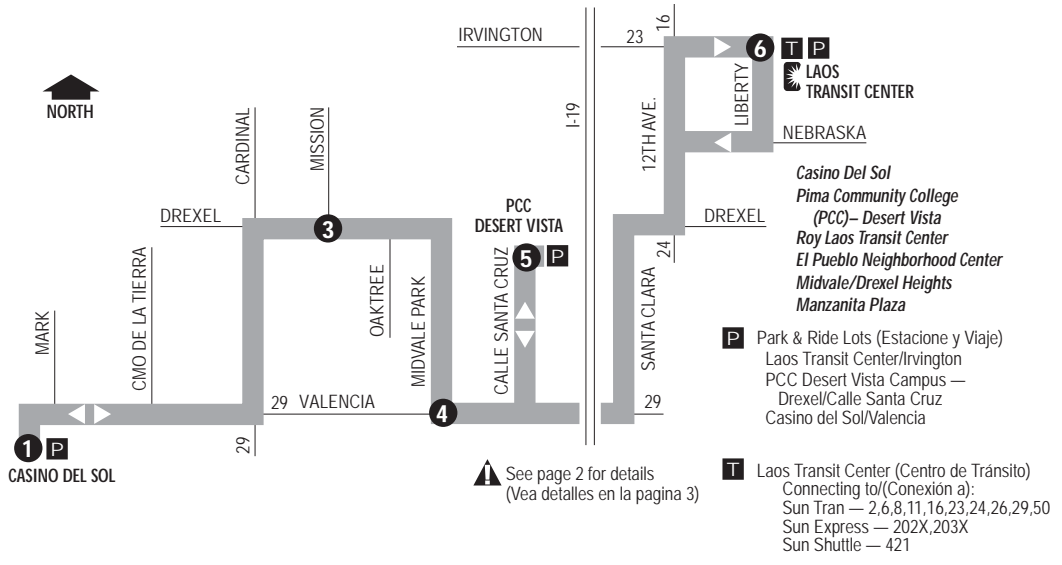 IRVINGTON
23
16
6
T P
LAOS
TRANSIT CENTER
NORTH
CARDINAL
MISSION
I-19
12TH AVE.
LIBERTY
NEBRASKA
Casino Del Sol
Pima Community College
(PCC)– Desert Vista
Roy Laos Transit Center
El Pueblo Neighborhood Center
Midvale/Drexel Heights
Manzanita Plaza
DREXEL
3
PCC
DESERT VISTA
5 P
DREXEL
24
MARK
CMO DE LA TIERRA
OAKTREE
MIDVALE PARK
CALLE SANTA CRUZ
SANTA CLARA
29 VALENCIA
4
29
29
1 P
CASINO DEL SOL
P Park & Ride Lots (Estacione y Viaje)
Laos Transit Center/Irvington
PCC Desert Vista Campus —
Drexel/Calle Santa Cruz
Casino del Sol/Valencia
See page 2 for details
(Vea detalles en la pagina 3)
T Laos Transit Center (Centro de Tránsito)
Connecting to/(Conexión a):
Sun Tran — 2,6,8,11,16,23,24,26,29,50
Sun Express — 202X,203X
Sun Shuttle — 421